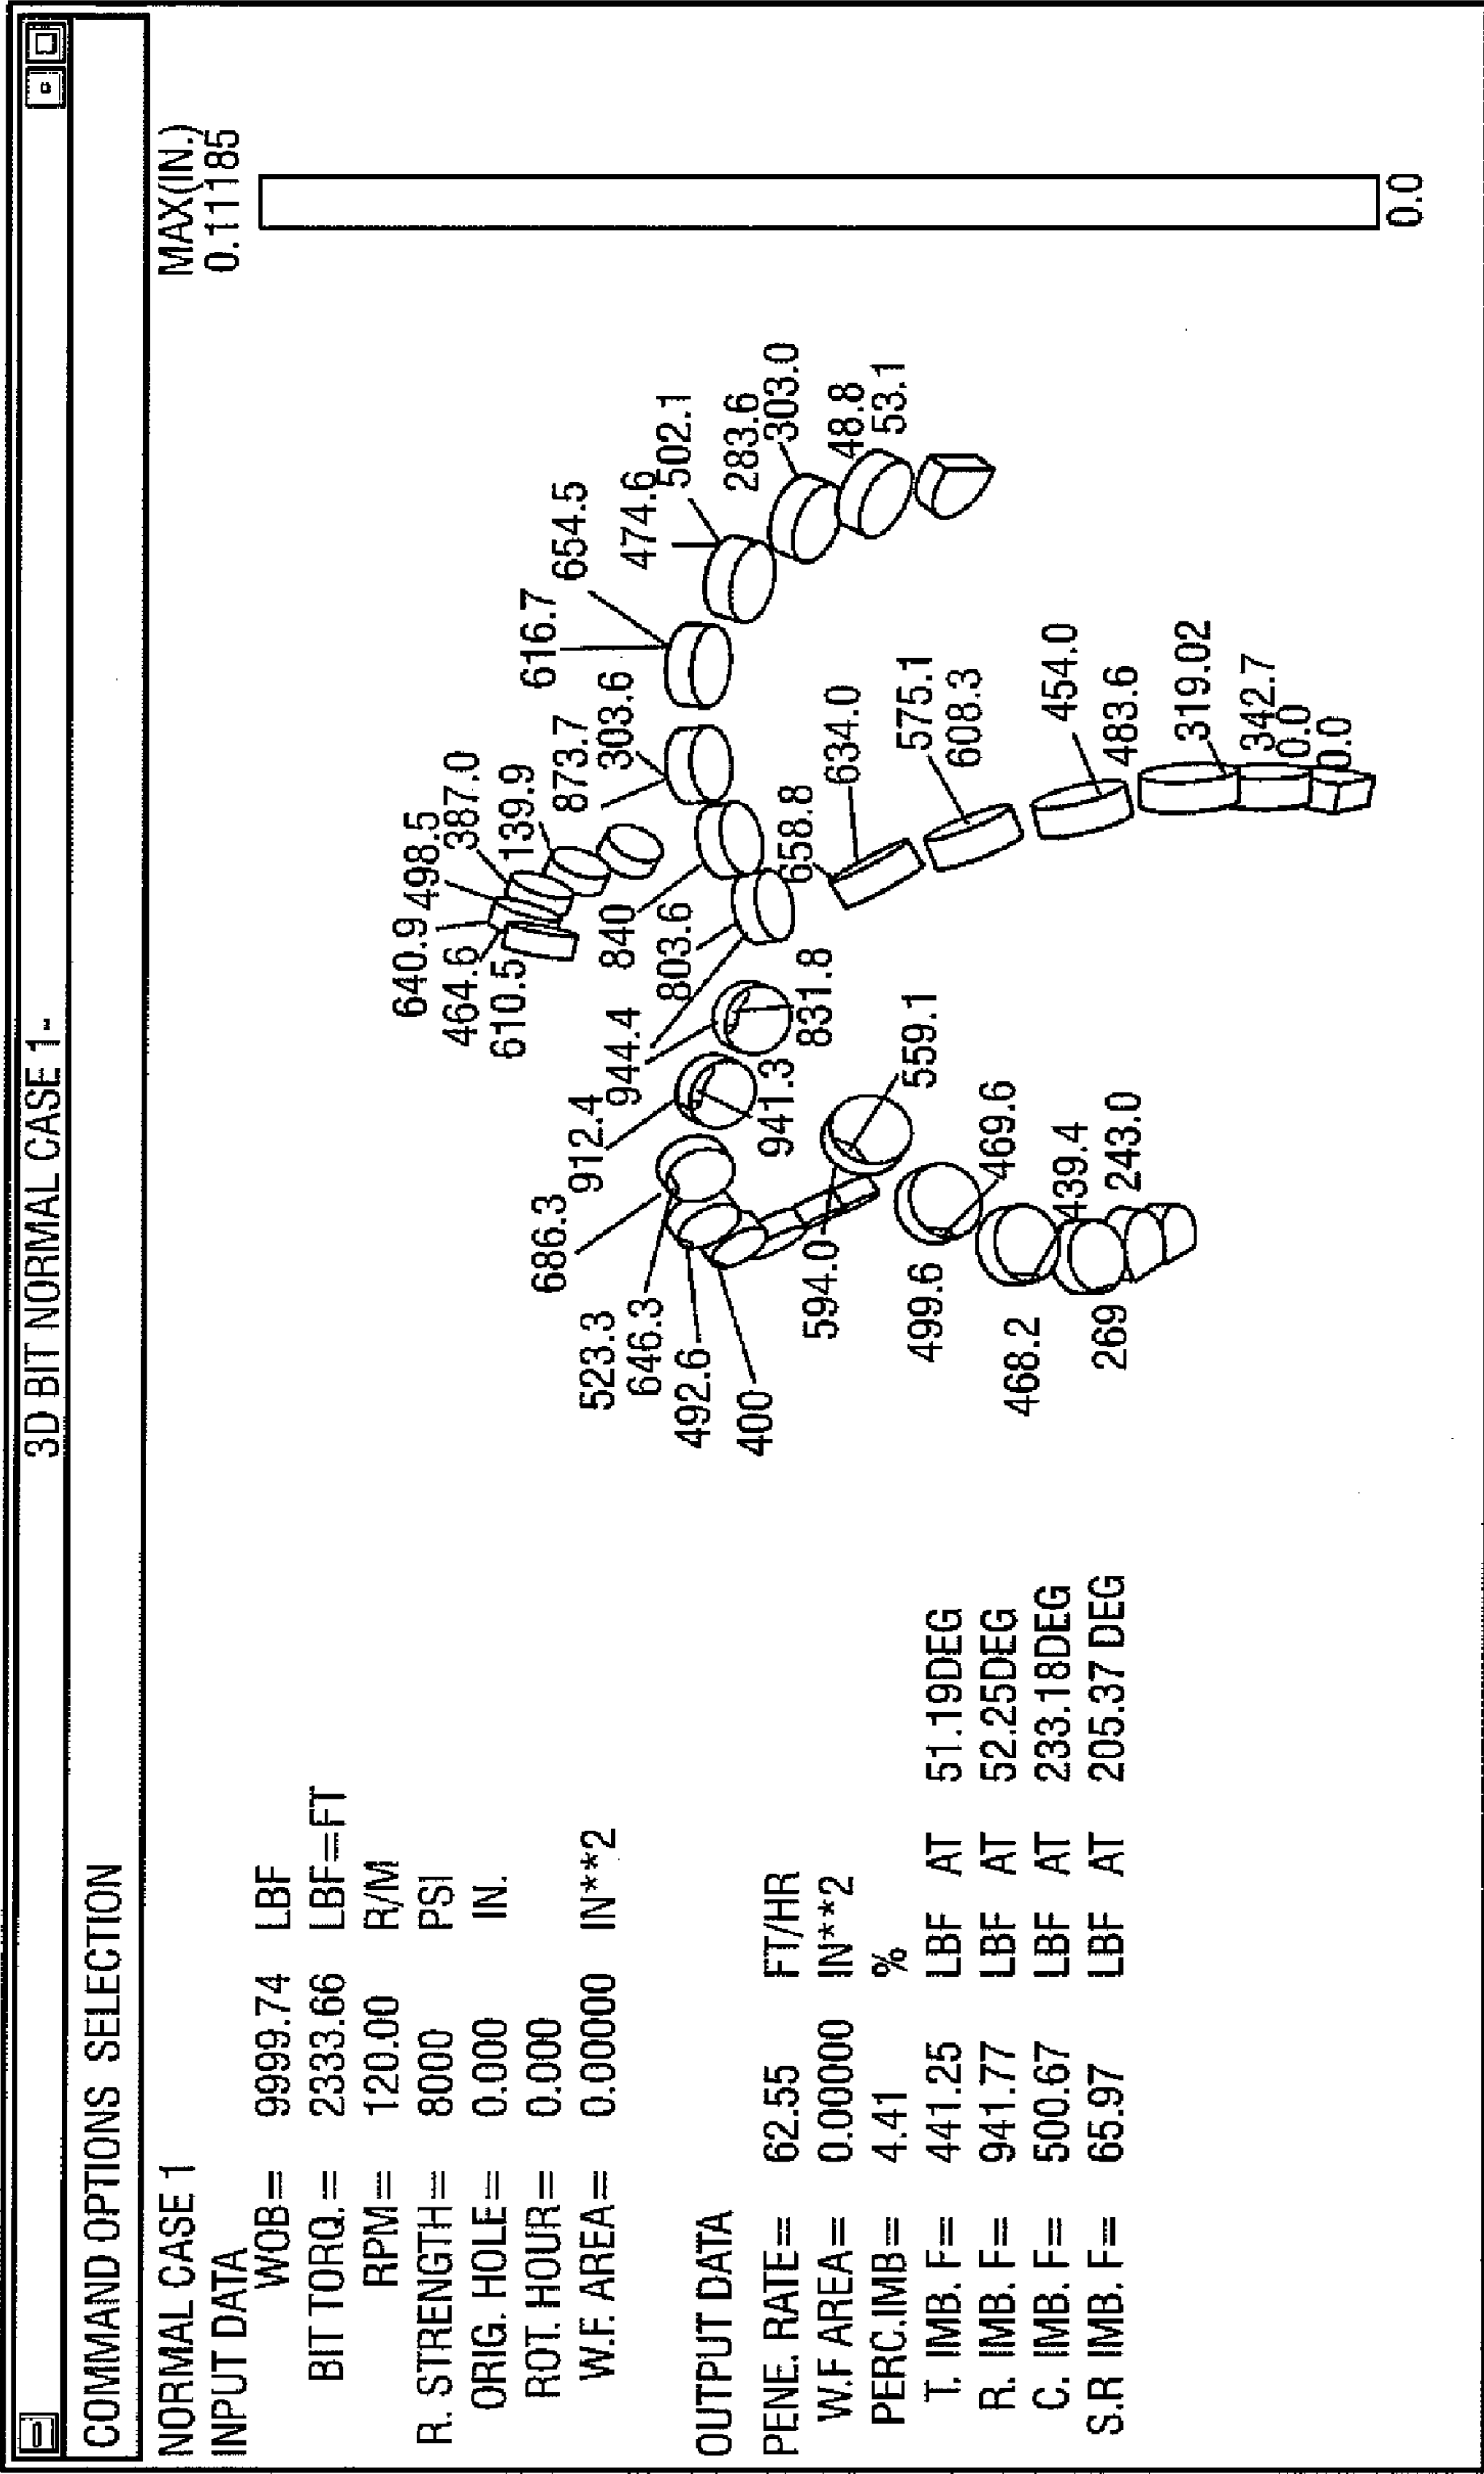 3D BIT NORMAL CASE 1-
COMMAND OPTIONS SELECTION
NORMAL CASE 1
INPUT DATA
WOB= 9999.74 LBF
BIT TORQ.= 2333.66 LBF=FT
RPM= 120.00 R/M
R. STRENGTH= 8000 PSI
ORIG. HOLE= 0.000 IN.
ROT. HOUR= 0.000
W.F. AREA= 0.00000 IN**2
OUTPUT DATA
PENE. RATE= 62.55 FT/HR
W.F AREA= 0.00000 IN**2
PERC.IMB= 4.41 %
T. IMB. F= 441.25 LBF AT 51.19DEG
R. IMB. F= 941.77 LBF AT 52.25DEG
C. IMB. F= 500.67 LBF AT 233.18DEG
S.R IMB. F= 65.97 LBF AT 205.37 DEG
MAX(IN.)
0.11185
0.0
640.9
498.5
464.6
387.0
610.5
139.9
873.7
303.6
616.7
654.5
474.6
502.1
283.6
303.0
48.8
53.1
840
803.6
944.4
831.8
912.4
941.3
686.3
523.3
646.3
492.6
400
594.0
559.1
499.6
469.6
468.2
439.4
269
243.0
658.8
634.0
575.1
608.3
454.0
483.6
319.02
342.7
0.0
0.0